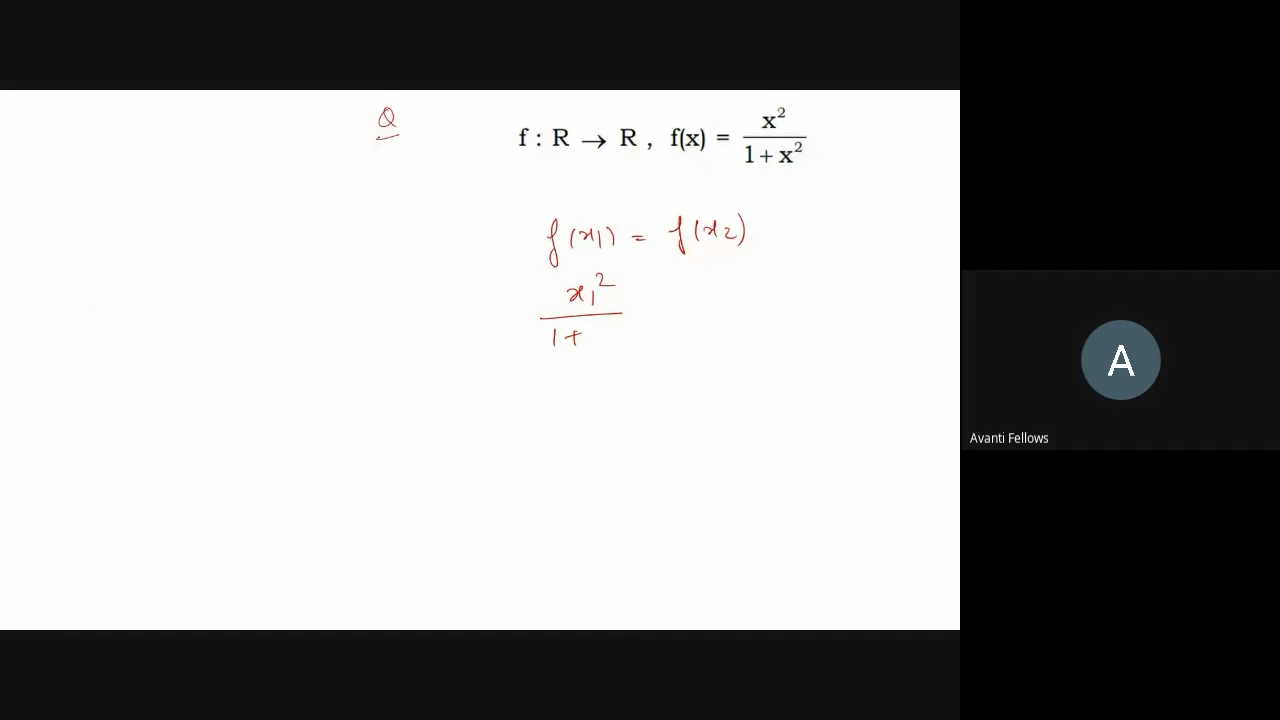 Q
f : R → R , f(x) = x² / 1 + x²
f(x₁) = f(x₂)
x₁²
1 +
A
Avanti Fellows